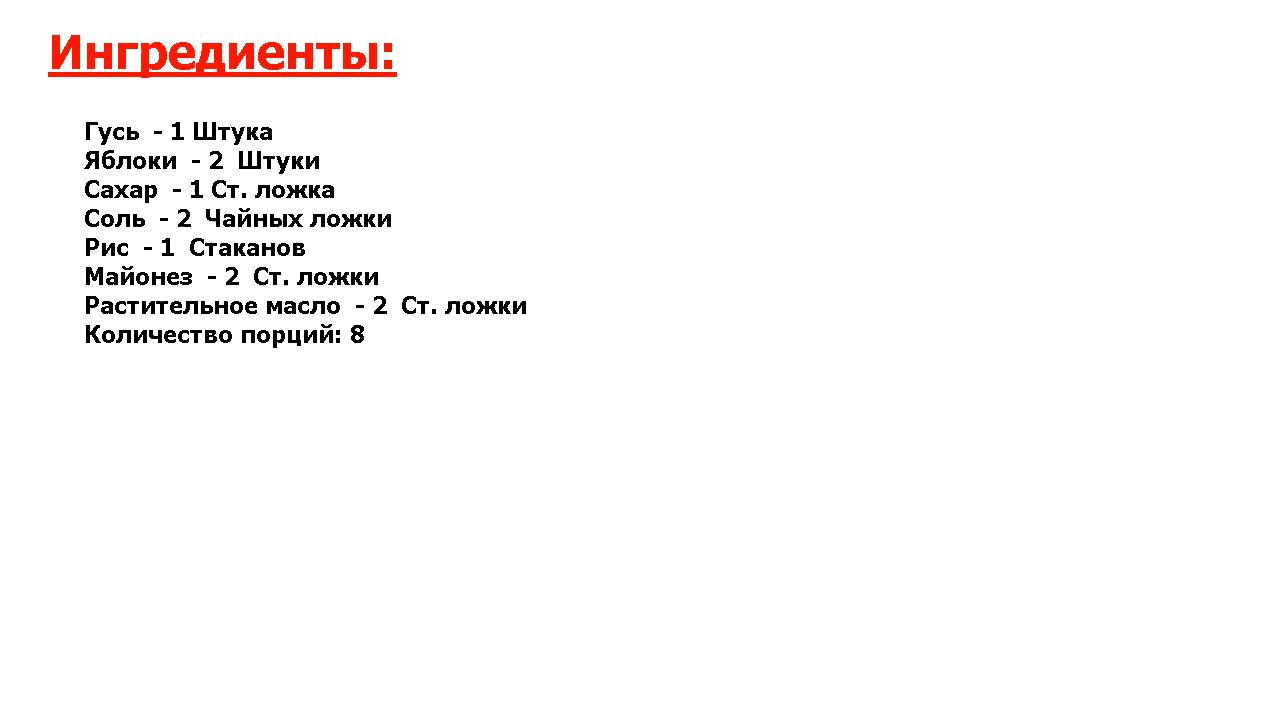 Ингредиенты:
Гусь - 1 Штука
Яблоки - 2 Штуки
Сахар - 1 Ст. ложка
Соль - 2 Чайных ложки
Рис - 1 Стаканов
Майонез - 2 Ст. ложки
Растительное масло - 2 Ст. ложки
Количество порций: 8